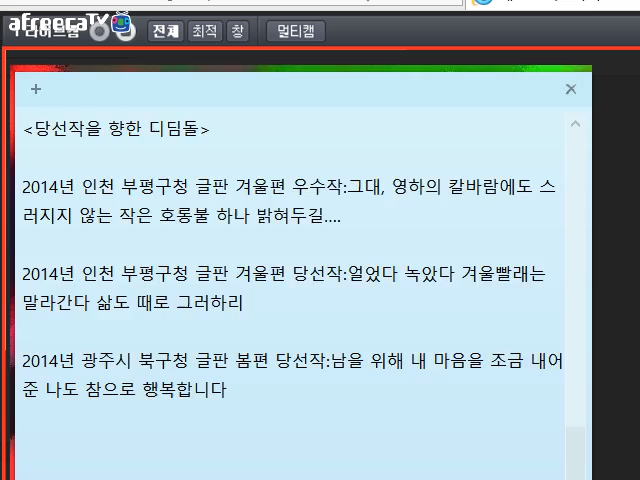 afreecaTV
전체 최적 창 멀티캠
<당선작을 향한 디딤돌>
2014년 인천 부평구청 글판 겨울편 우수작:그대, 영하의 칼바람에도 스
러지지 않는 작은 호롱불 하나 밝혀두길....
2014년 인천 부평구청 글판 겨울편 당선작:얼었다 녹았다 겨울빨래는
말라간다 삶도 때로 그러하리
2014년 광주시 북구청 글판 봄편 당선작:남을 위해 내 마음을 조금 내어
준 나도 참으로 행복합니다